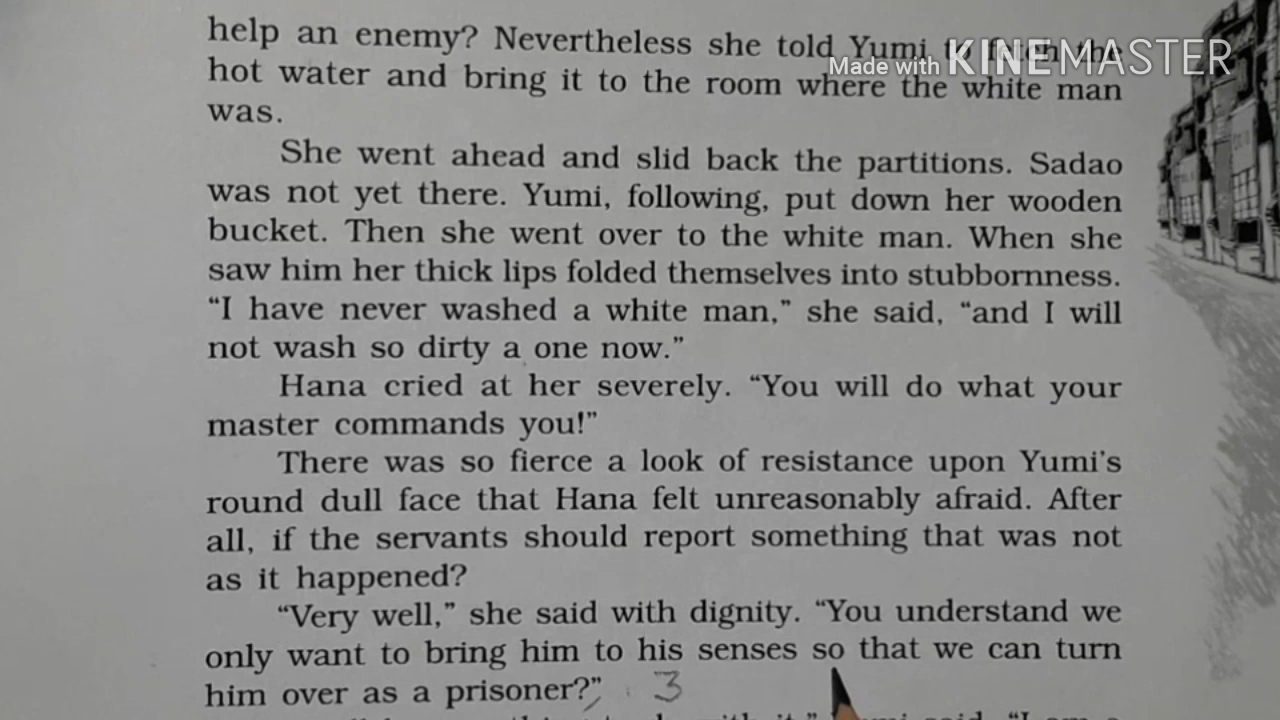 help an enemy? Nevertheless she told Yumi
Made with KINEMASTER
hot water and bring it to the room where the white man
was.
She went ahead and slid back the partitions. Sadao
was not yet there. Yumi, following, put down her wooden
bucket. Then she went over to the white man. When she
saw him her thick lips folded themselves into stubbornness.
“I have never washed a white man,” she said, “and I will
not wash so dirty a one now.”
Hana cried at her severely. “You will do what your
master commands you!”
There was so fierce a look of resistance upon Yumi's
round dull face that Hana felt unreasonably afraid. After
all, if the servants should report something that was not
as it happened?
“Very well,” she said with dignity. “You understand we
only want to bring him to his senses so that we can turn
him over as a prisoner?” 3